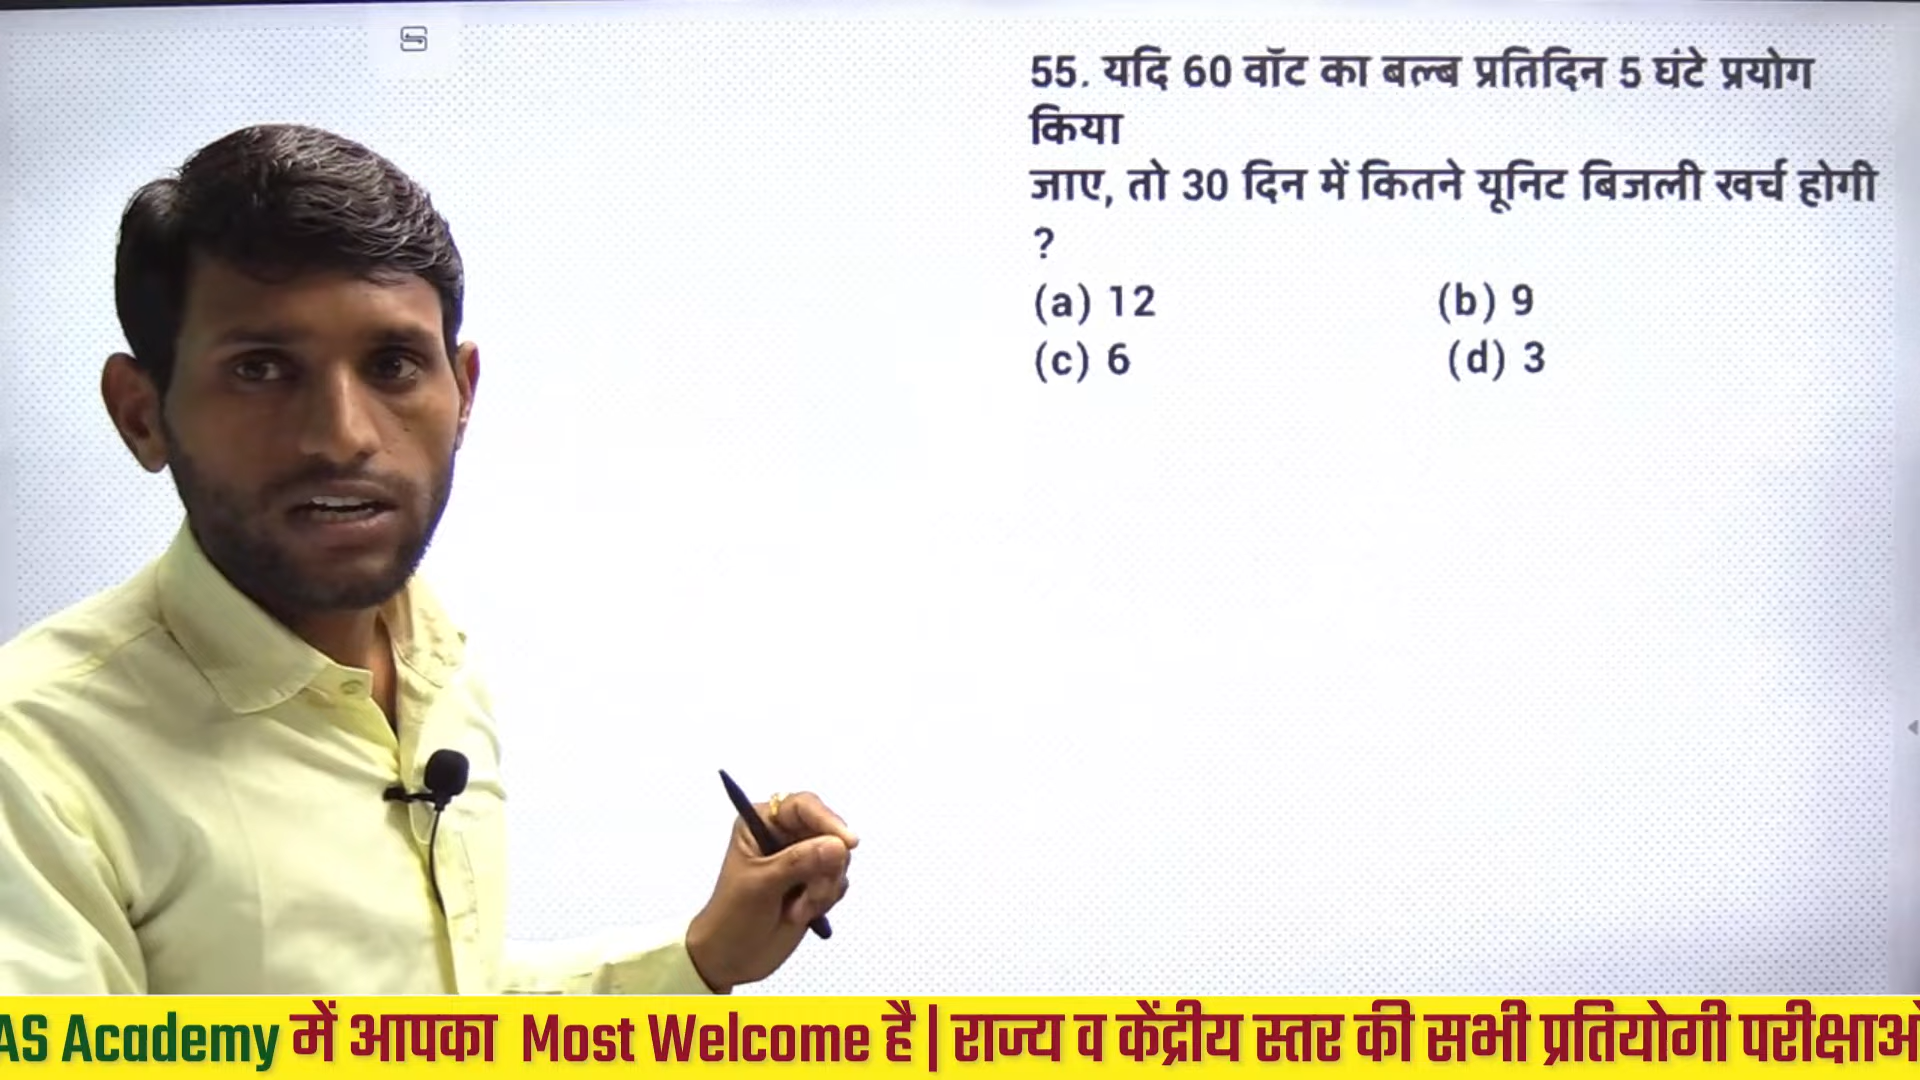 55. यदि 60 वॉट का बल्ब प्रतिदिन 5 घंटे प्रयोग
किया
जाए, तो 30 दिन में कितने यूनिट बिजली खर्च होगी
?
(a) 12 (b) 9
(c) 6 (d) 3
AS Academy में आपका Most Welcome है | राज्य व केंद्रीय स्तर की सभी प्रतियोगी परीक्षाओ